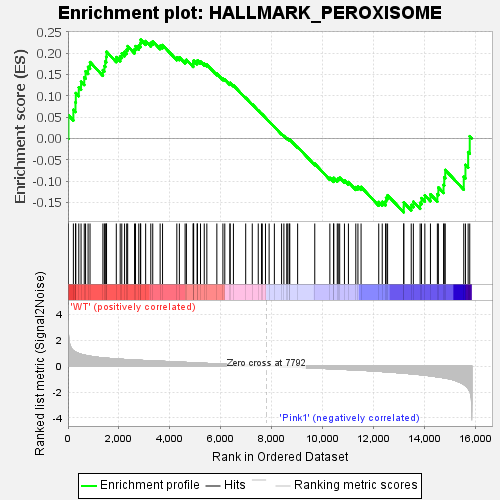 Enrichment plot: HALLMARK_PEROXISOME
Enrichment score (ES)
0.25
0.20
0.15
0.10
0.05
0.00
-0.05
-0.10
-0.15
'WT' (positively correlated)
Ranked list metric (Signal2Noise)
4
2
0
-2
-4
Zero cross at 7792
'Pink1' (negatively correlated)
0
2,000
4,000
6,000
8,000
10,000
12,000
14,000
16,000
Rank in Ordered Dataset
Enrichment profile
Hits
Ranking metric scores